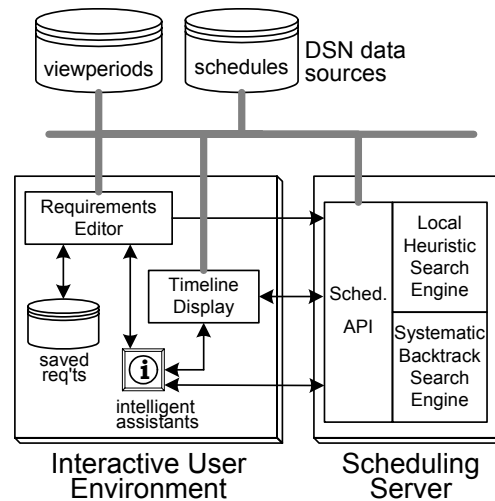 viewperiods
schedules
DSN data
sources
Requirements
Editor
Timeline
Display
saved
req'ts
i
intelligent
assistants
Sched.
API
Local
Heuristic
Search
Engine
Systematic
Backtrack
Search
Engine
Interactive User
Environment
Scheduling
Server